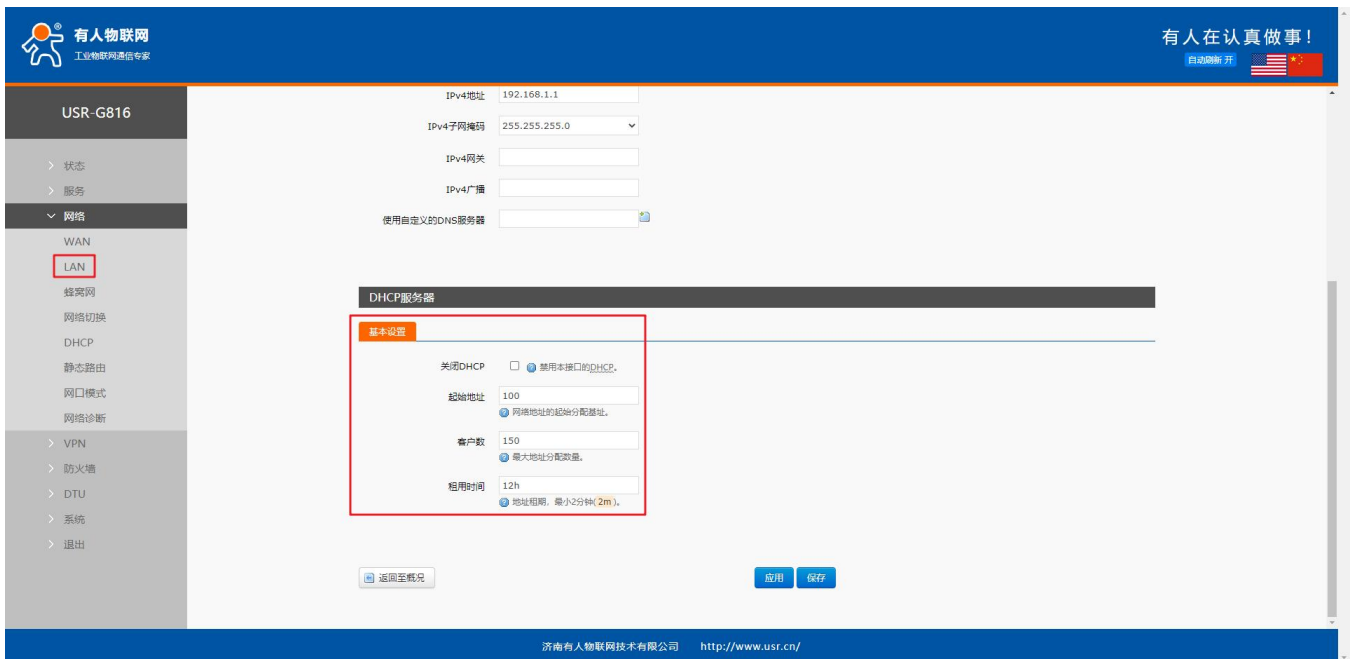 有人物联网
工业物联网通信专家
有人在认真做事！
自动刷新 开
USR-G816
状态
服务
网络
WAN
LAN
蜂窝网
网络切换
DHCP
静态路由
网口模式
网络诊断
VPN
防火墙
DTU
系统
退出
IPv4地址 192.168.1.1
IPv4子网掩码 255.255.255.0
IPv4网关
IPv4广播
使用自定义的DNS服务器
DHCP服务器
基本设置
关闭DHCP 禁用本接口的DHCP。
起始地址 100
网络地址的起始分配基址。
客户数 150
最大地址分配数量。
租用时间 12h
地址租期，最小2分钟(2m)。
返回至概况 应用 保存
济南有人物联网技术有限公司 http://www.usr.cn/